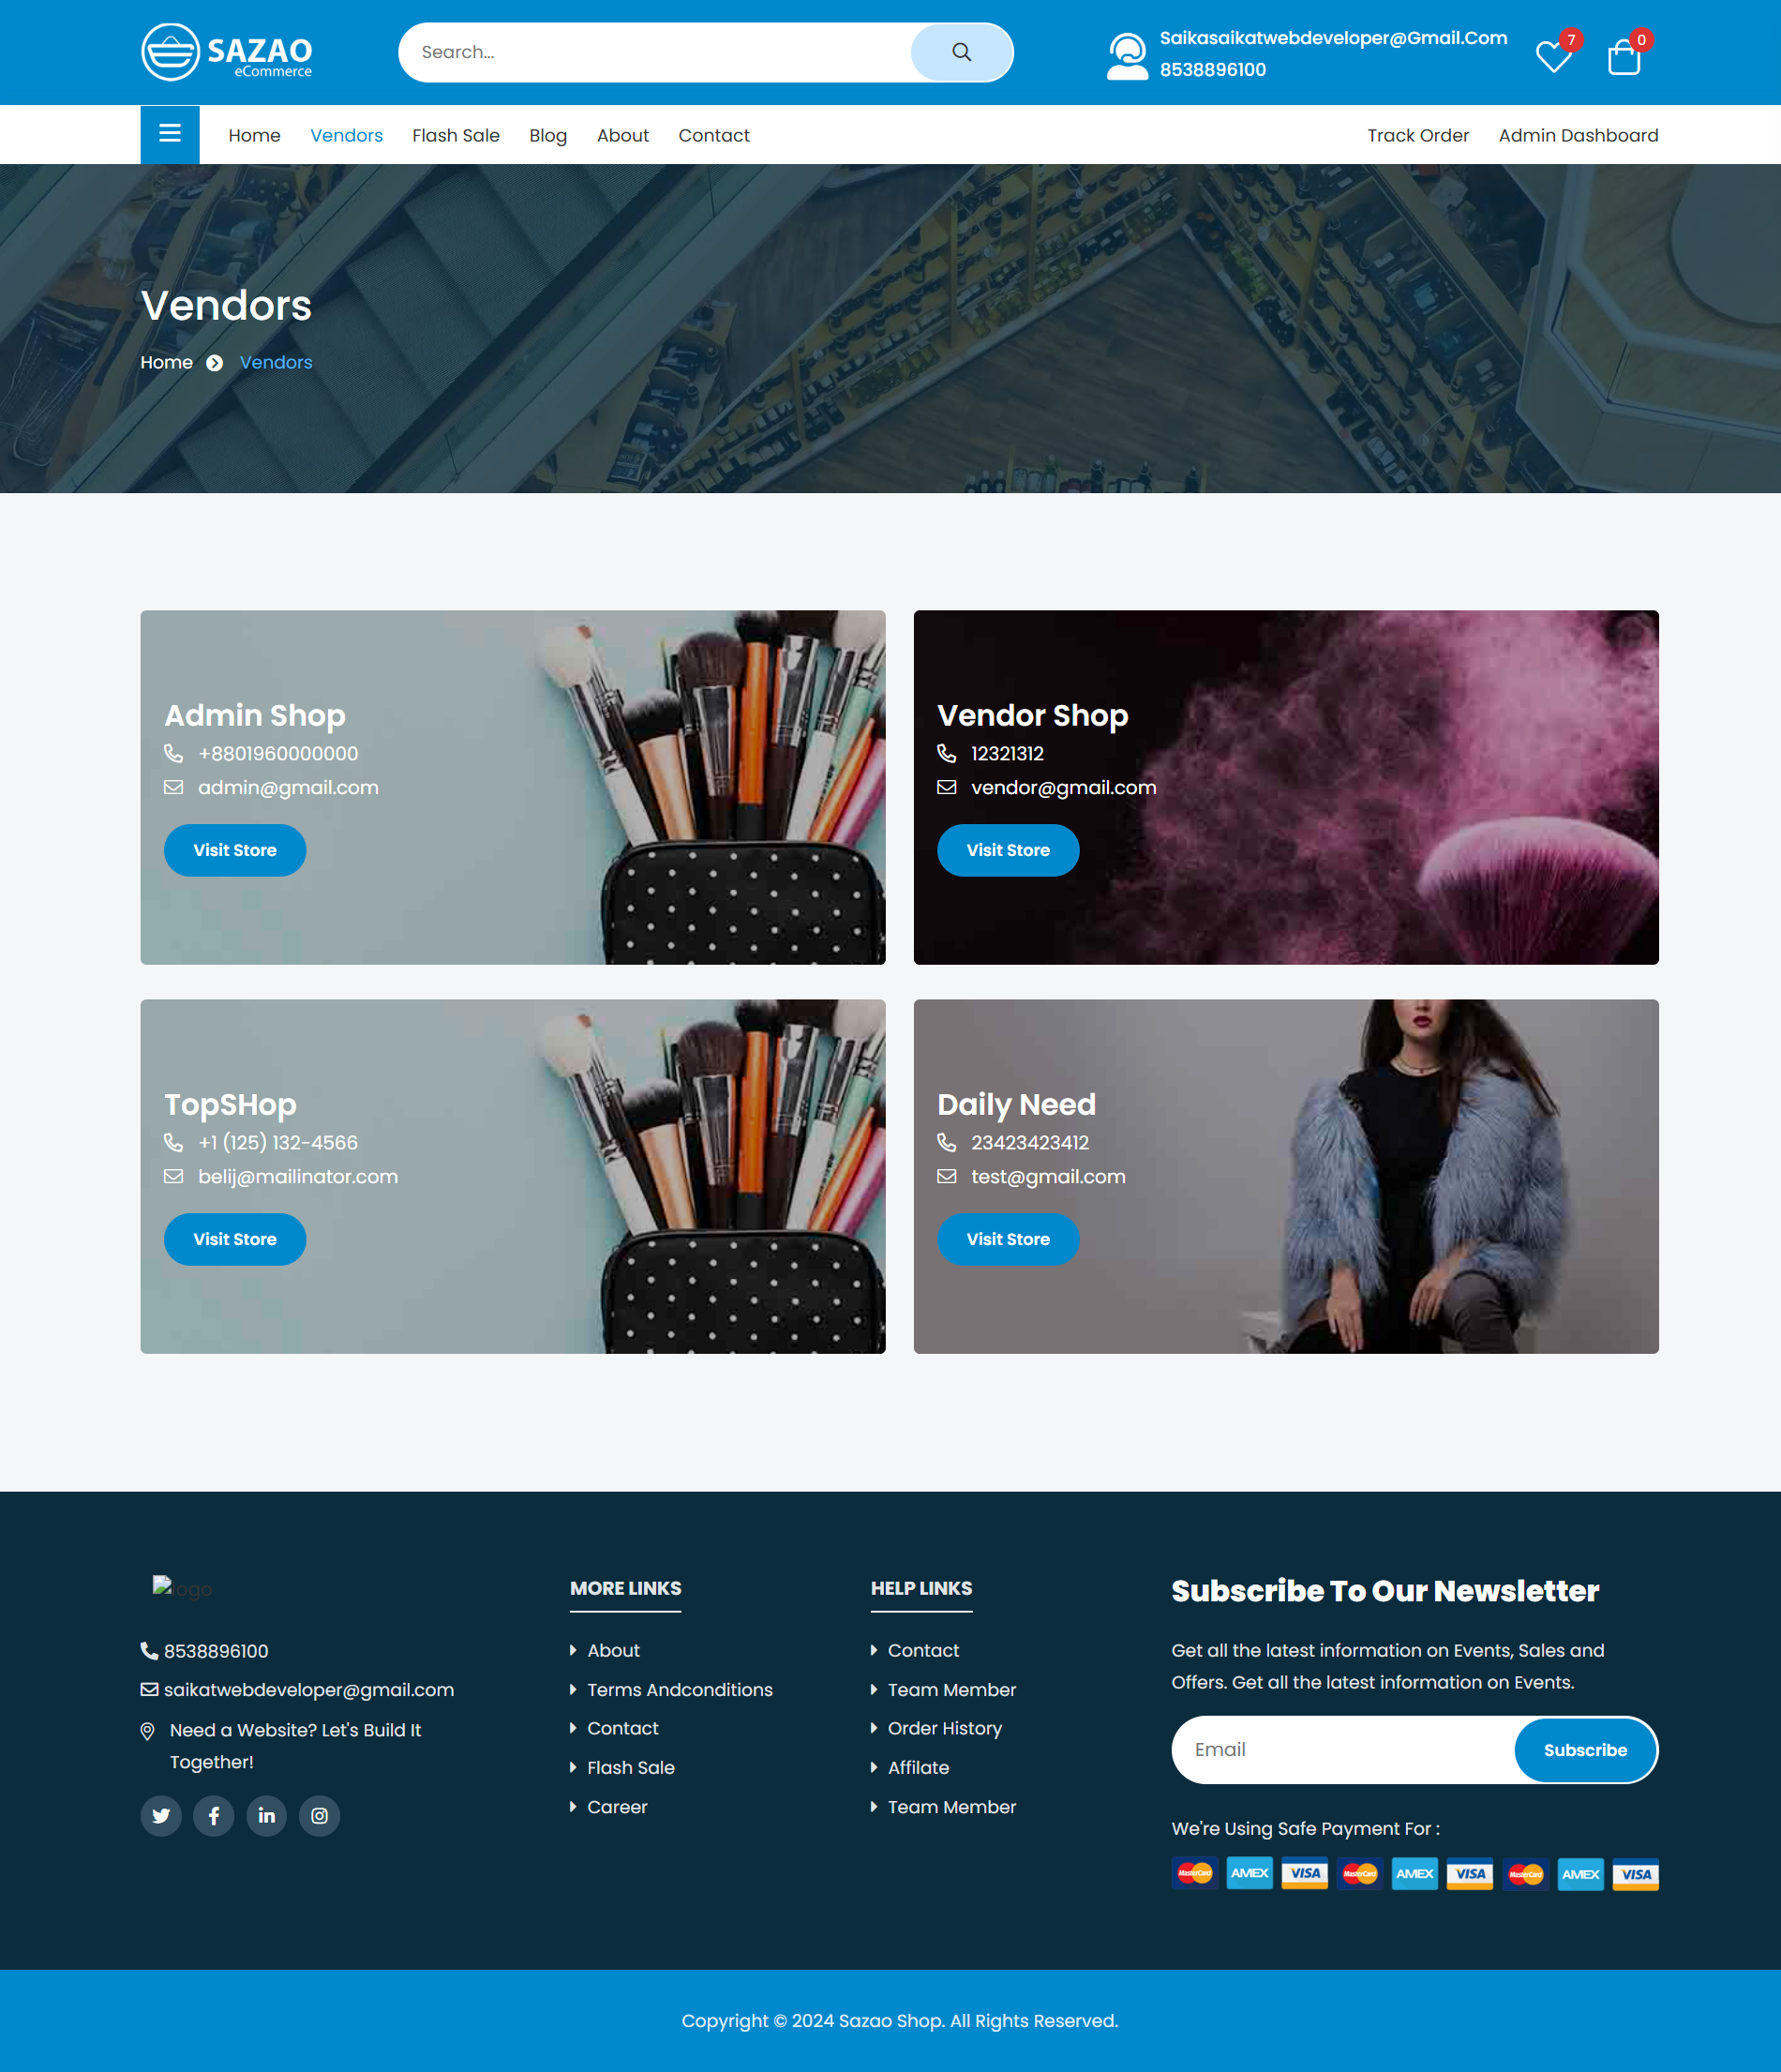 SAZAO
eCommerce
Search...
Saikasaikatwebdeveloper@Gmail.Com
8538896100
7
0
Home
Vendors
Flash Sale
Blog
About
Contact
Track Order
Admin Dashboard
Vendors
Home
Vendors
Admin Shop
+8801960000000
admin@gmail.com
Visit Store
Vendor Shop
12321312
vendor@gmail.com
Visit Store
TopSHop
+1 (125) 132-4566
belij@mailinator.com
Visit Store
Daily Need
23423423412
test@gmail.com
Visit Store
logo
8538896100
saikatwebdeveloper@gmail.com
Need a Website? Let's Build It
Together!
MORE LINKS
About
Terms Andconditions
Contact
Flash Sale
Career
HELP LINKS
Contact
Team Member
Order History
Affilate
Team Member
Subscribe To Our Newsletter
Get all the latest information on Events, Sales and
Offers. Get all the latest information on Events.
Email
Subscribe
We're Using Safe Payment For :
MasterCard AMEX VISA MasterCard AMEX VISA MasterCard AMEX VISA
Copyright © 2024 Sazao Shop. All Rights Reserved.